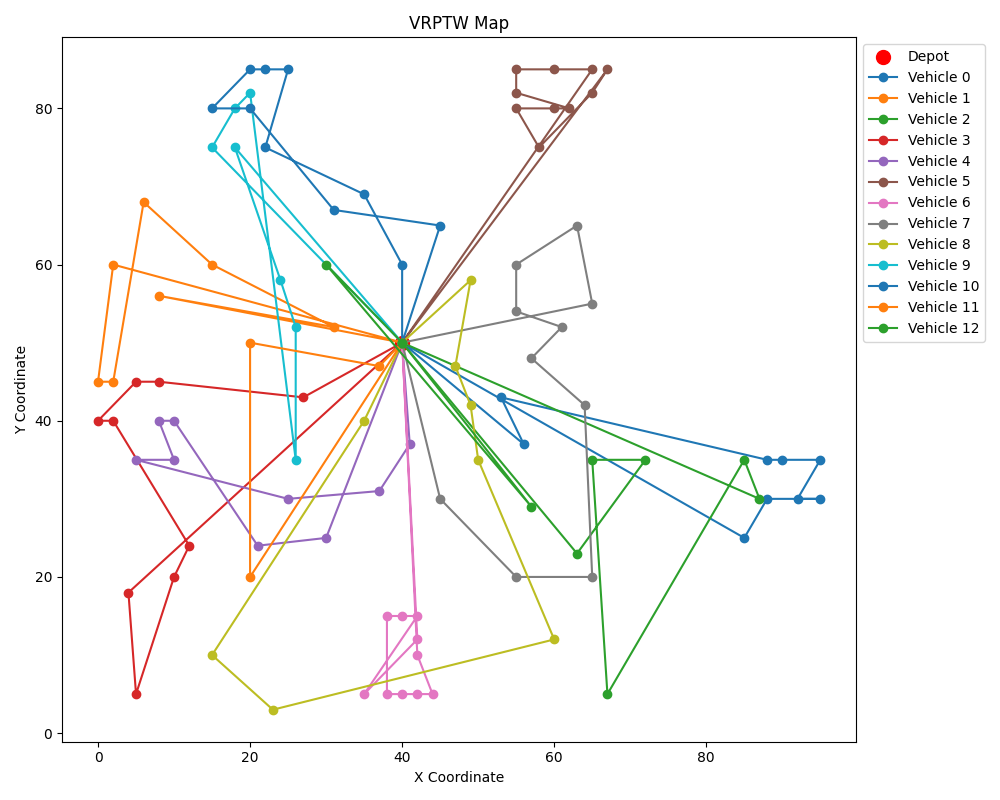 VRPTW Map
Y Coordinate
80
60
40
20
0
0
20
40
60
80
X Coordinate
Depot
Vehicle 0
Vehicle 1
Vehicle 2
Vehicle 3
Vehicle 4
Vehicle 5
Vehicle 6
Vehicle 7
Vehicle 8
Vehicle 9
Vehicle 10
Vehicle 11
Vehicle 12